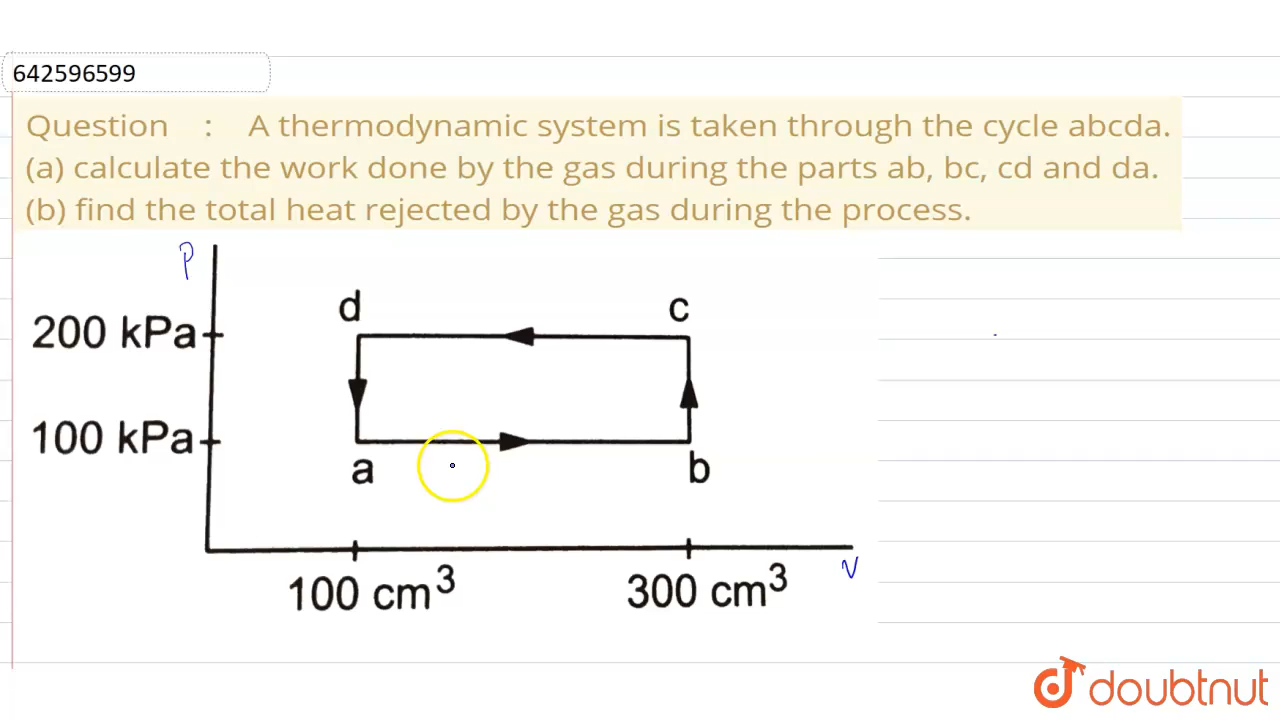 642596599
Question : A thermodynamic system is taken through the cycle abcda.
(a) calculate the work done by the gas during the parts ab, bc, cd and da.
(b) find the total heat rejected by the gas during the process.
P
d
c
200 kPa
100 kPa
a
b
V
100 cm³
300 cm³
doubtnut